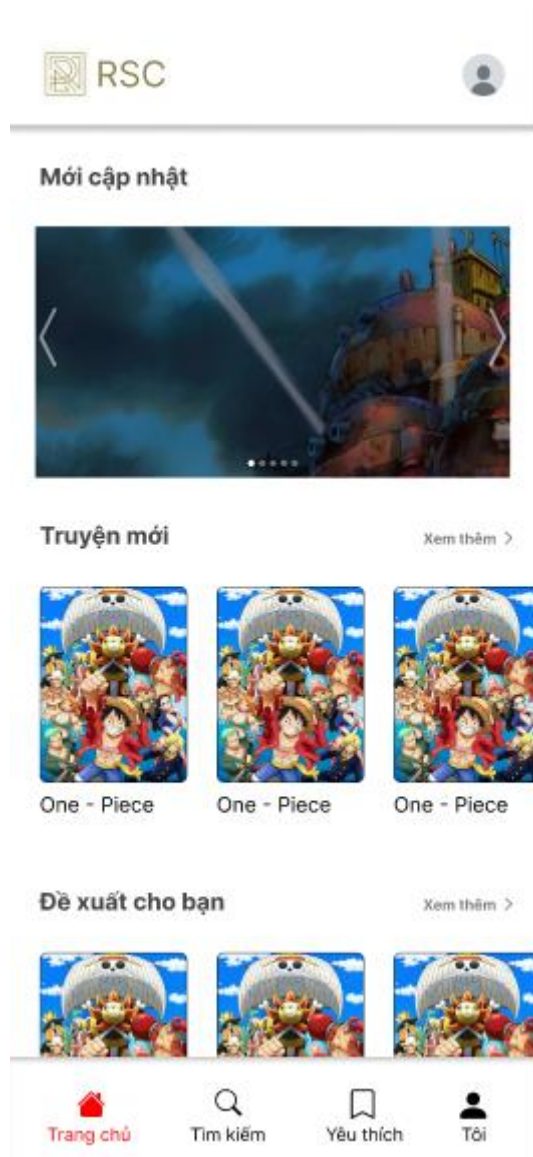 RSC
Mới cập nhật
Truyện mới
Xem thêm >
One - Piece
One - Piece
One - Piece
Đề xuất cho bạn
Xem thêm >
Trang chủ
Tìm kiếm
Yêu thích
Tôi